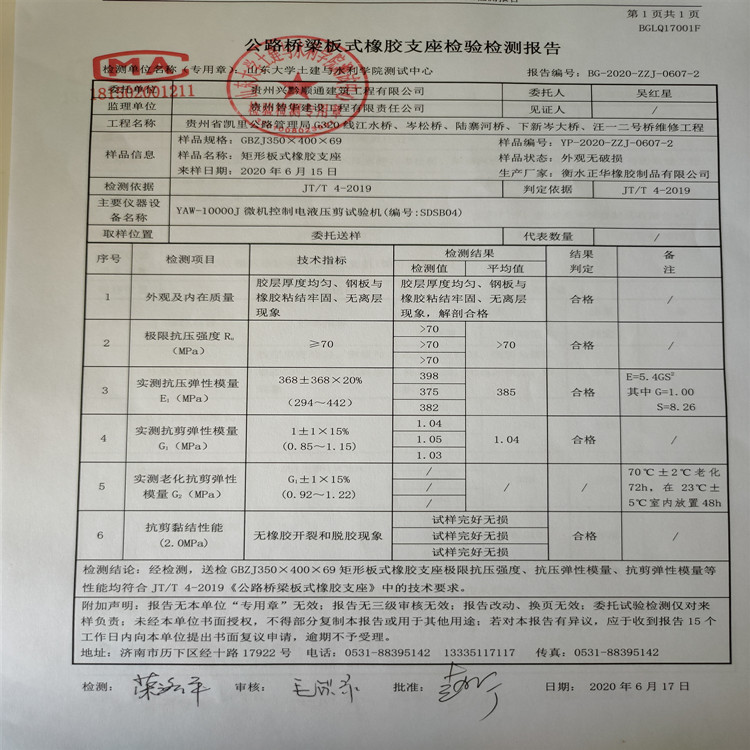 第 1 页共 1 页
BGLQ17001F
公路桥梁板式橡胶支座检验检测报告
MA
181502091211
检测单位名称（专用章）：山东大学土建与水利学院测试中心 报告编号：BG-2020-ZZJ-0607-2
委托单位 贵州兴黔顺通建筑工程有限公司 委托人 吴红星
监理单位 工程有限责任公司 见证人 /
工程名称 贵州省凯里公路管理局G320线江水桥、岑松桥、陆寨河桥、下新岑大桥、汪一二号桥维修工程
样品信息 样品规格：GBZJ350×400×69 样品编号：YP-2020-ZZJ-0607-2
样品名称：矩形板式橡胶支座 样品状态：外观无破损
来样日期：2020 年 6 月 15 日 生产厂家：衡水正华橡胶制品有限公司
检测依据 JT/T 4-2019 判定依据 JT/T 4-2019
主要仪器设备名称 YAW-10000J 微机控制电液压剪试验机(编号:SDSB04)
取样位置 委托送样 代表数量 /
序号 检测项目 技术指标 检测结果 结果判定 备注
检测值 平均值
1 外观及内在质量 胶层厚度均匀、钢板与橡胶粘结牢固、无离层现象 胶层厚度均匀、钢板与橡胶粘结牢固、无离层现象，解剖合格 合格 /
2 极限抗压强度 Rᵤ（MPa） ≥70 >70 >70 >70 >70 合格 /
3 实测抗压弹性模量 E₁（MPa） 368±368×20% （294～442） 398 375 382 385 合格 E=5.4GS² 其中 G=1.00 S=8.26
4 实测抗剪弹性模量 G₁（MPa） 1±1×15% （0.85～1.15） 1.04 1.05 1.03 1.04 合格 /
5 实测老化抗剪弹性模量 G₂（MPa） G₁±1×15% （0.92～1.22） / / / / / 70℃±2℃老化 72h，在 23℃±5℃室内放置 48h
6 抗剪黏结性能 (2.0MPa) 无橡胶开裂和脱胶现象 试样完好无损 试样完好无损 试样完好无损 合格 /
检测结论：经检测，送检 GBZJ350×400×69 矩形板式橡胶支座极限抗压强度、抗压弹性模量、抗剪弹性模量等
性能均符合 JT/T 4-2019《公路桥梁板式橡胶支座》中的技术要求。
附加声明：报告无本单位“专用章”无效；报告无三级审核无效；报告改动、换页无效；委托试验检测仅对来
样负责；未经本单位书面授权，不得部分复制本报告或用于其他用途；若对本报告有异议，应于收到报告 15 个
工作日内向本单位提出书面复议申请，逾期不予受理。
地址：济南市历下区经十路 17922 号 电话：0531-88395142 13335117117 传真：0531-88395142
检测： 审核： 批准： 日期： 2020 年 6 月 17 日